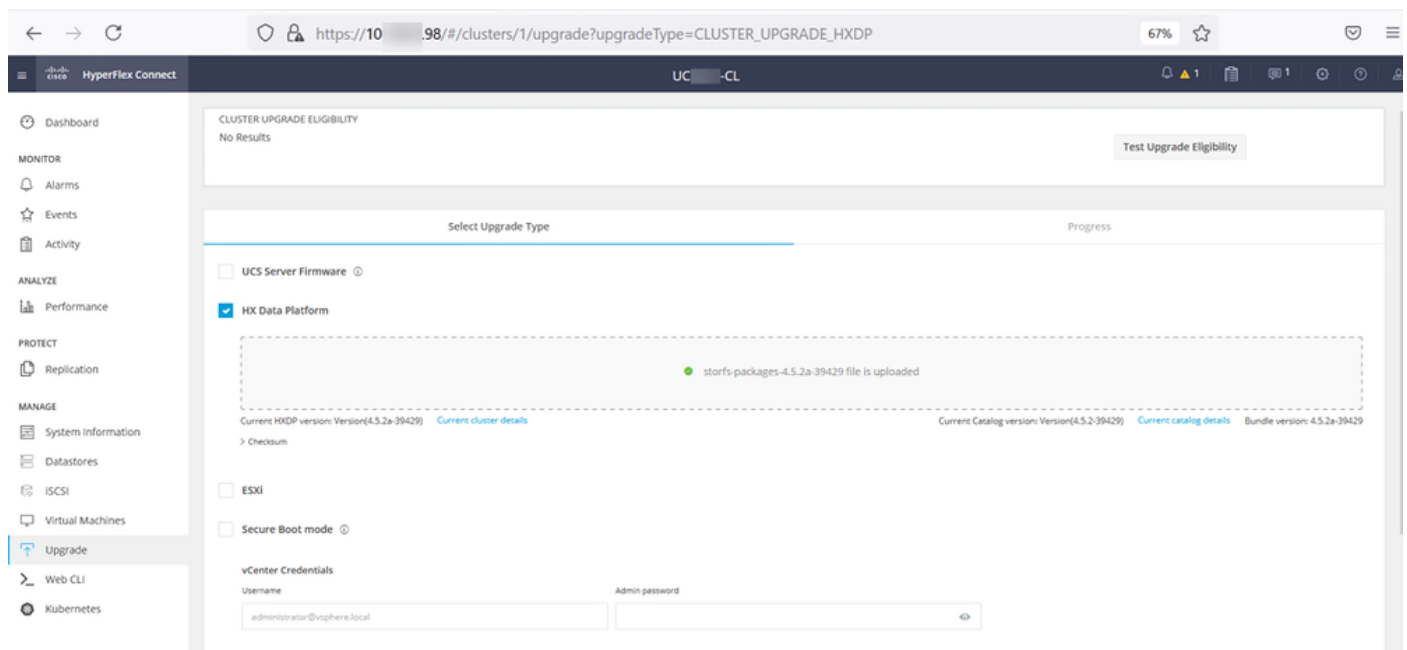 https://10 .98/#/clusters/1/upgrade?upgradeType=CLUSTER_UPGRADE_HXDP 67%
cisco HyperFlex Connect UC -CL 1 1
Dashboard
MONITOR
Alarms
Events
Activity
ANALYZE
Performance
PROTECT
Replication
MANAGE
System Information
Datastores
iSCSI
Virtual Machines
Upgrade
Web CLI
Kubernetes
CLUSTER UPGRADE ELIGIBILITY
No Results
Test Upgrade Eligibility
Select Upgrade Type Progress
UCS Server Firmware
HX Data Platform
storfs-packages-4.5.2a-39429 file is uploaded
Current HXDP version: Version(4.5.2a-39429) Current cluster details Current Catalog version: Version(4.5.2-39429) Current catalog details Bundle version: 4.5.2a-39429
> Checksum
ESXi
Secure Boot mode
vCenter Credentials
Username Admin password
administrator@vsphere.local